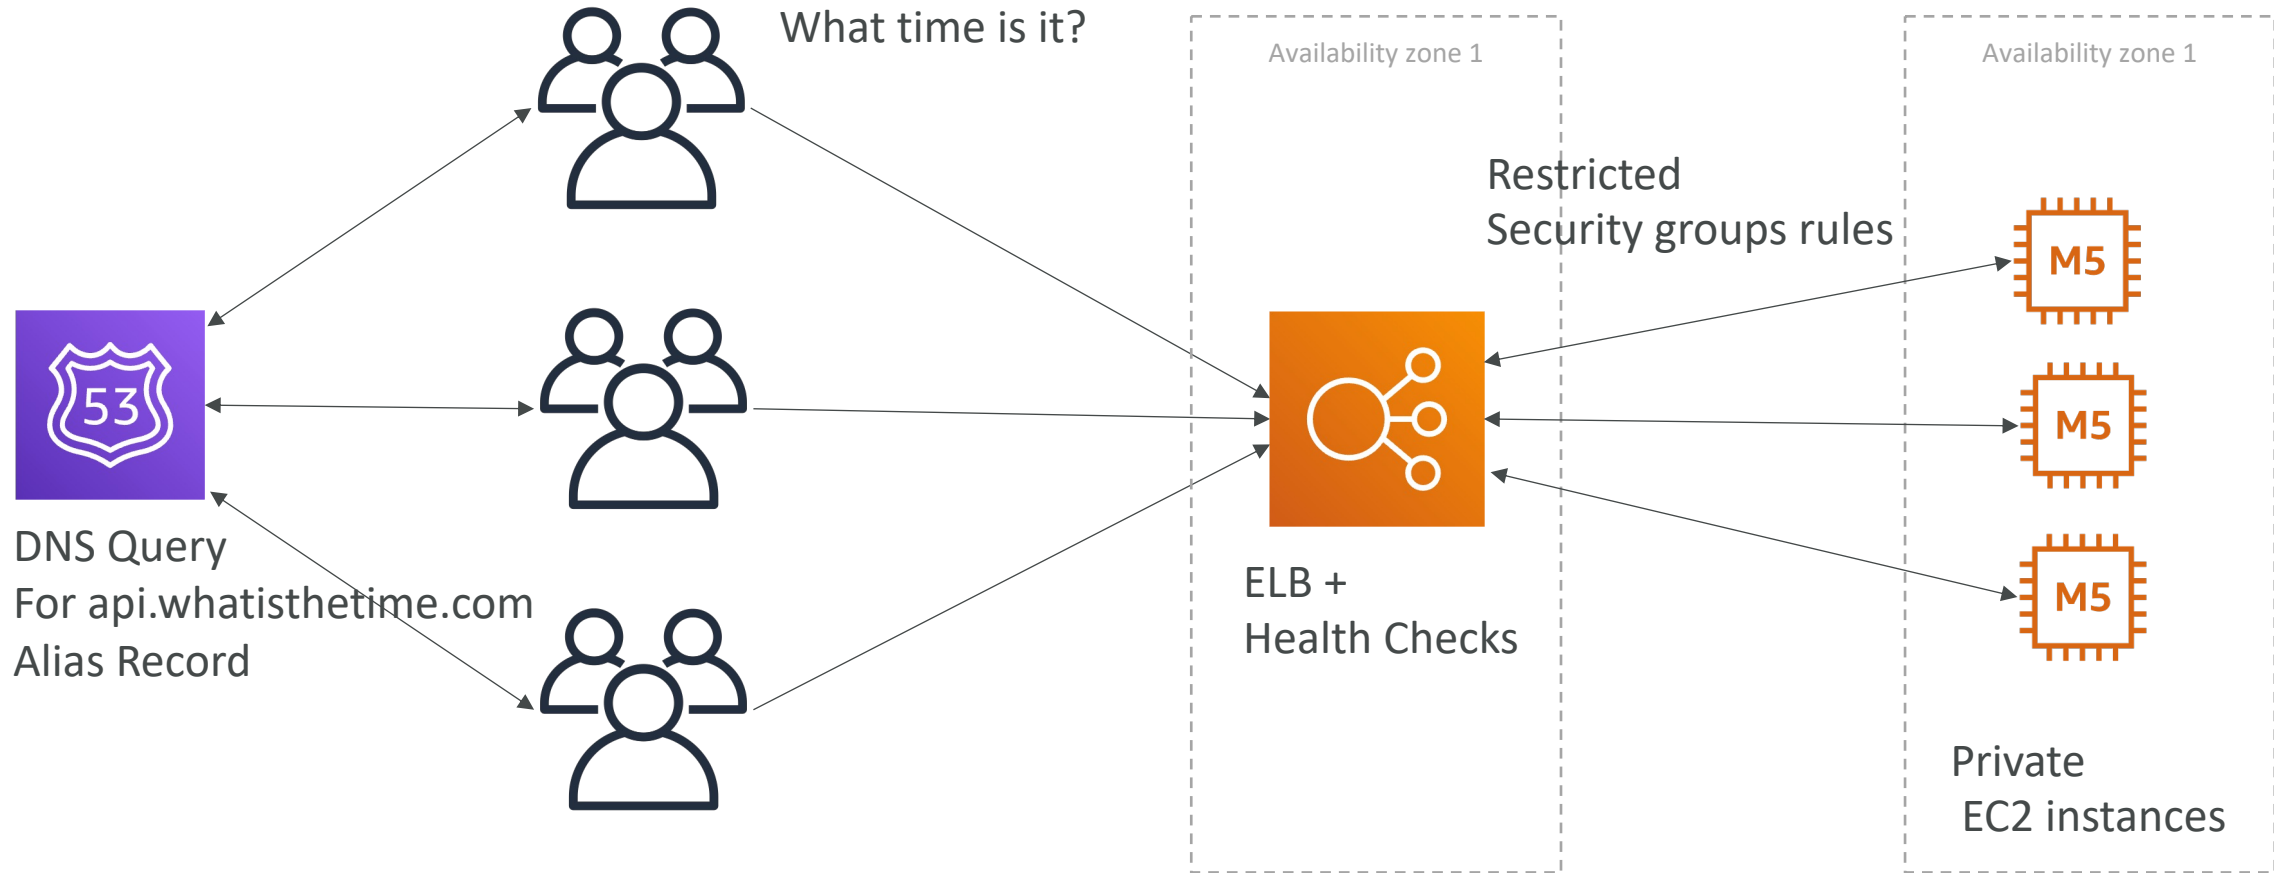 What time is it?
Availability zone 1
Availability zone 1
Restricted
Security groups rules
M5
M5
M5
53
DNS Query
For api.whatisthetime.com
Alias Record
ELB +
Health Checks
Private
EC2 instances